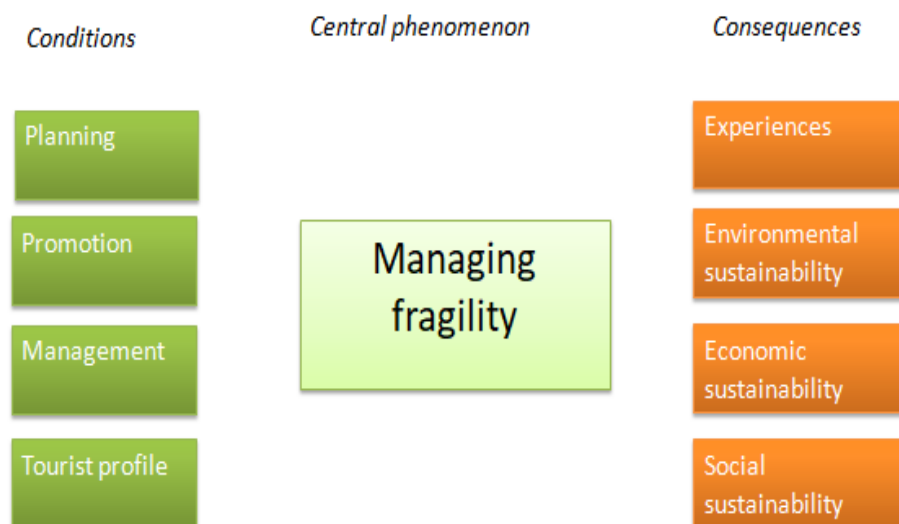 Conditions
Central phenomenon
Consequences
Planning
Promotion
Management
Tourist profile
Managing
fragility
Experiences
Environmental
sustainability
Economic
sustainability
Social
sustainability